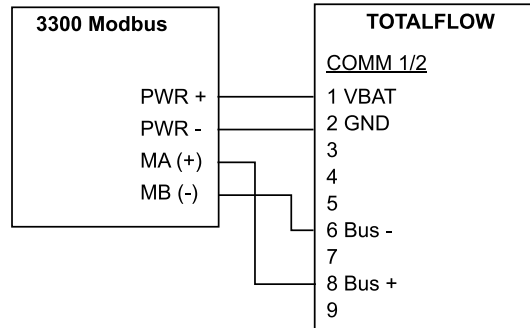 3300 Modbus
PWR +
PWR -
MA (+)
MB (-)
TOTALFLOW
COMM 1/2
1 VBAT
2 GND
3
4
5
6 Bus -
7
8 Bus +
9